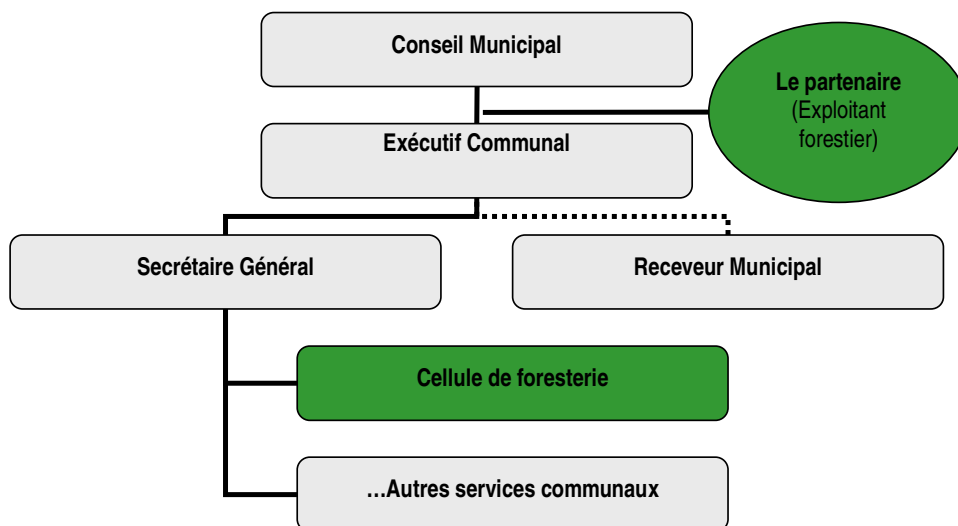 Conseil Municipal
Le partenaire
(Exploitant
forestier)
Exécutif Communal
Secrétaire Général
Receveur Municipal
Cellule de foresterie
…Autres services communaux